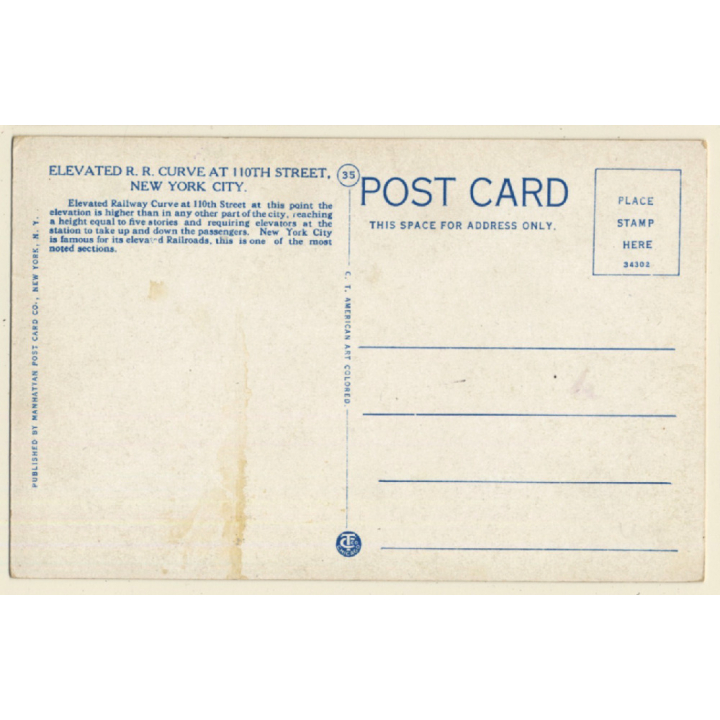 ELEVATED R. R. CURVE AT 110TH STREET,
NEW YORK CITY.
Elevated Railway Curve at 110th Street at this point the
elevation is higher than in any other part of the city, reaching
a height equal to five stories and requiring elevators at the
station to take up and down the passengers. New York City
is famous for its elevated Railroads, this is one of the most
noted sections.
PUBLISHED BY MANHATTAN POST CARD CO., NEW YORK, N. Y.
35
C. T. AMERICAN ART COLORED.
POST CARD
THIS SPACE FOR ADDRESS ONLY.
PLACE
STAMP
HERE
34302